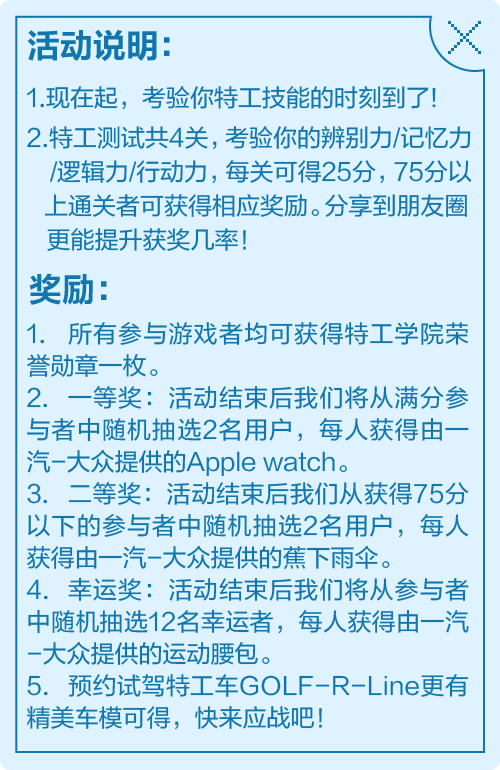 活动说明：
1.现在起，考验你特工技能的时刻到了!
2.特工测试共4关，考验你的辨别力/记忆力
/逻辑力/行动力，每关可得25分，75分以
上通关者可获得相应奖励。分享到朋友圈
更能提升获奖几率!
奖励：
1. 所有参与游戏者均可获得特工学院荣
誉勋章一枚。
2. 一等奖：活动结束后我们将从满分参
与者中随机抽选2名用户，每人获得由一
汽-大众提供的Apple watch。
3. 二等奖：活动结束后我们从获得75分
以下的参与者中随机抽选2名用户，每人
获得由一汽-大众提供的蕉下雨伞。
4. 幸运奖：活动结束后我们将从参与者
中随机抽选12名幸运者，每人获得由一汽
-大众提供的运动腰包。
5. 预约试驾特工车GOLF-R-Line更有
精美车模可得，快来应战吧!